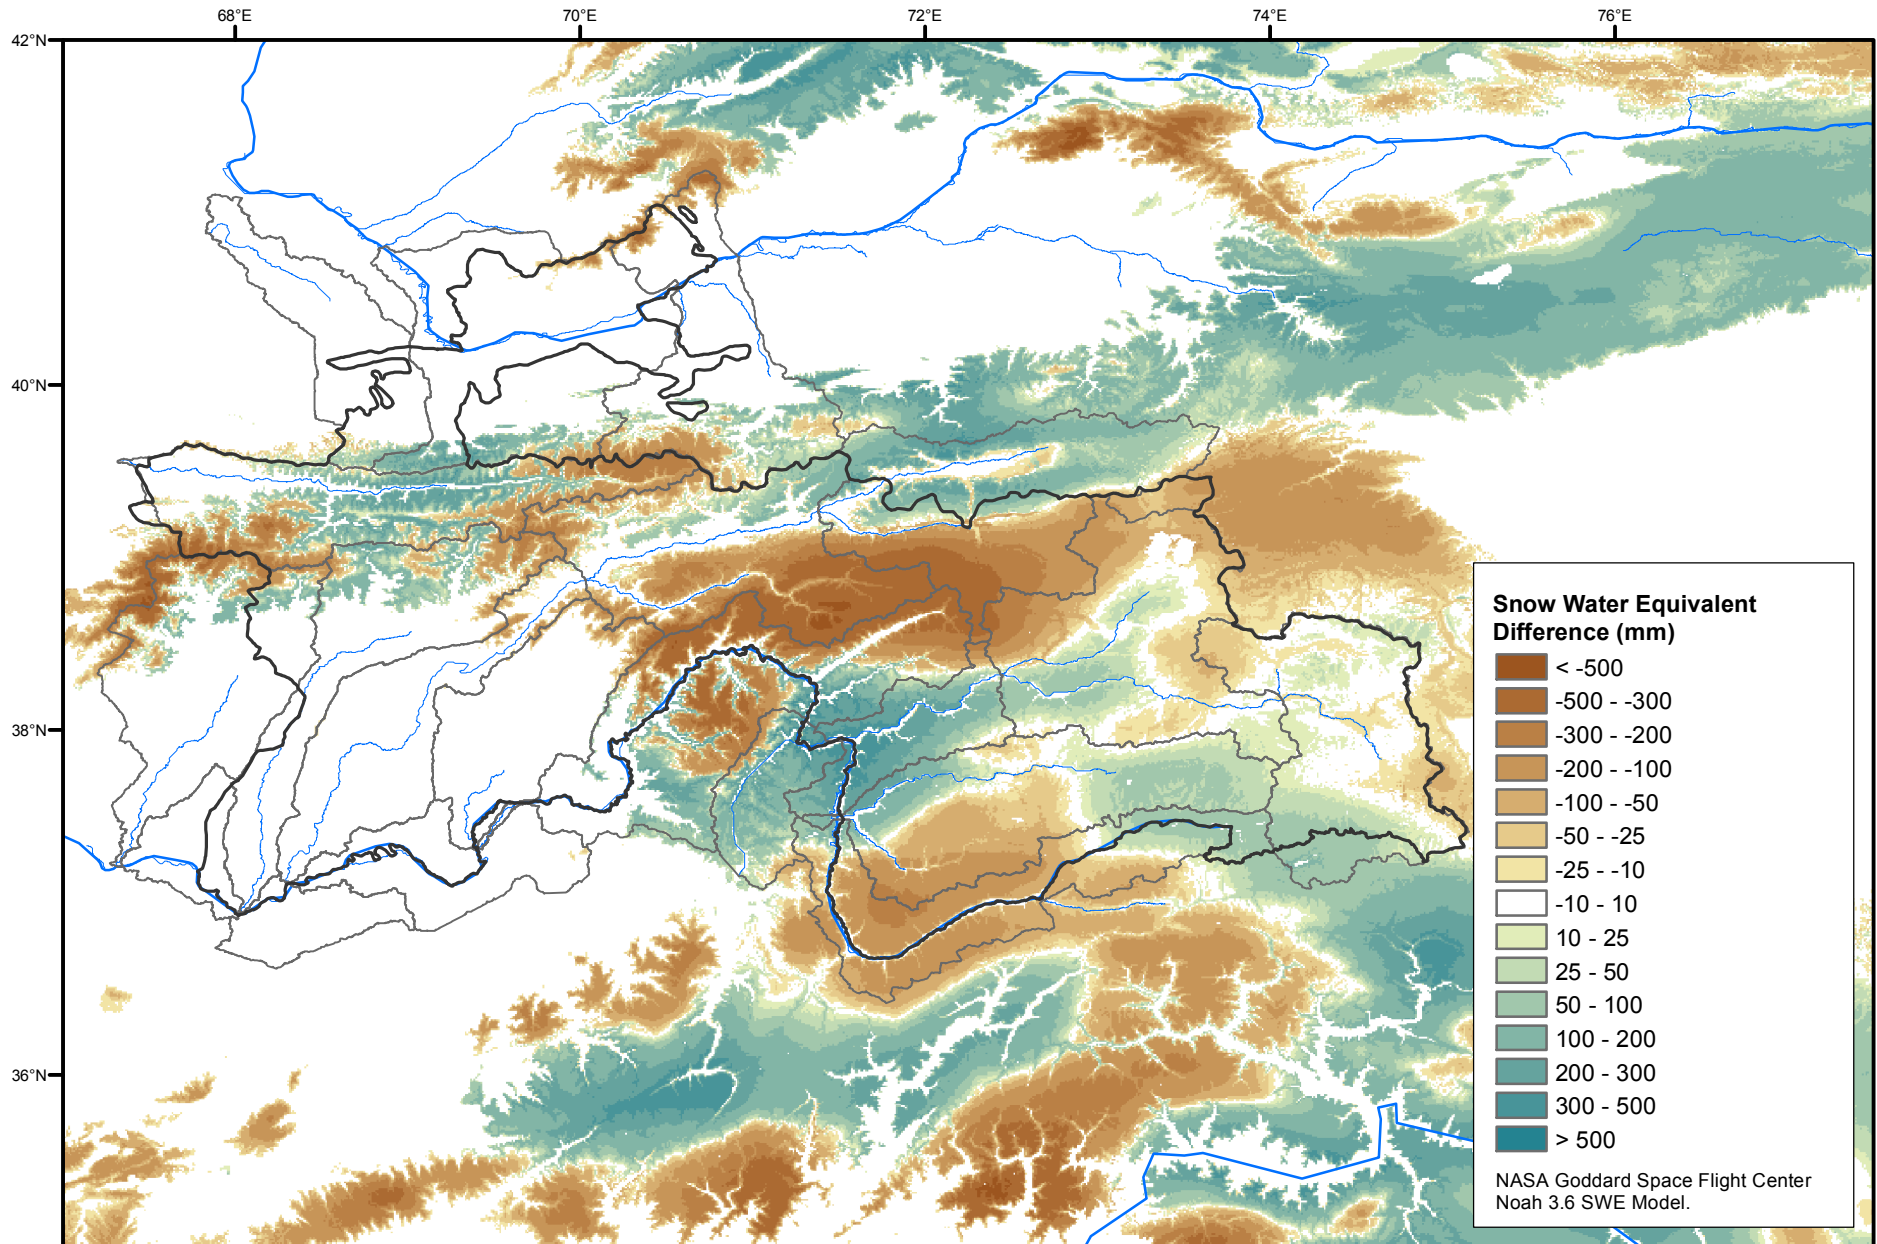 68°E
70°E
72°E
74°E
76°E
42°N
40°N
38°N
36°N
Snow Water Equivalent
Difference (mm)
< -500
-500 - -300
-300 - -200
-200 - -100
-100 - -50
-50 - -25
-25 - -10
-10 - 10
10 - 25
25 - 50
50 - 100
100 - 200
200 - 300
300 - 500
> 500
NASA Goddard Space Flight Center
Noah 3.6 SWE Model.